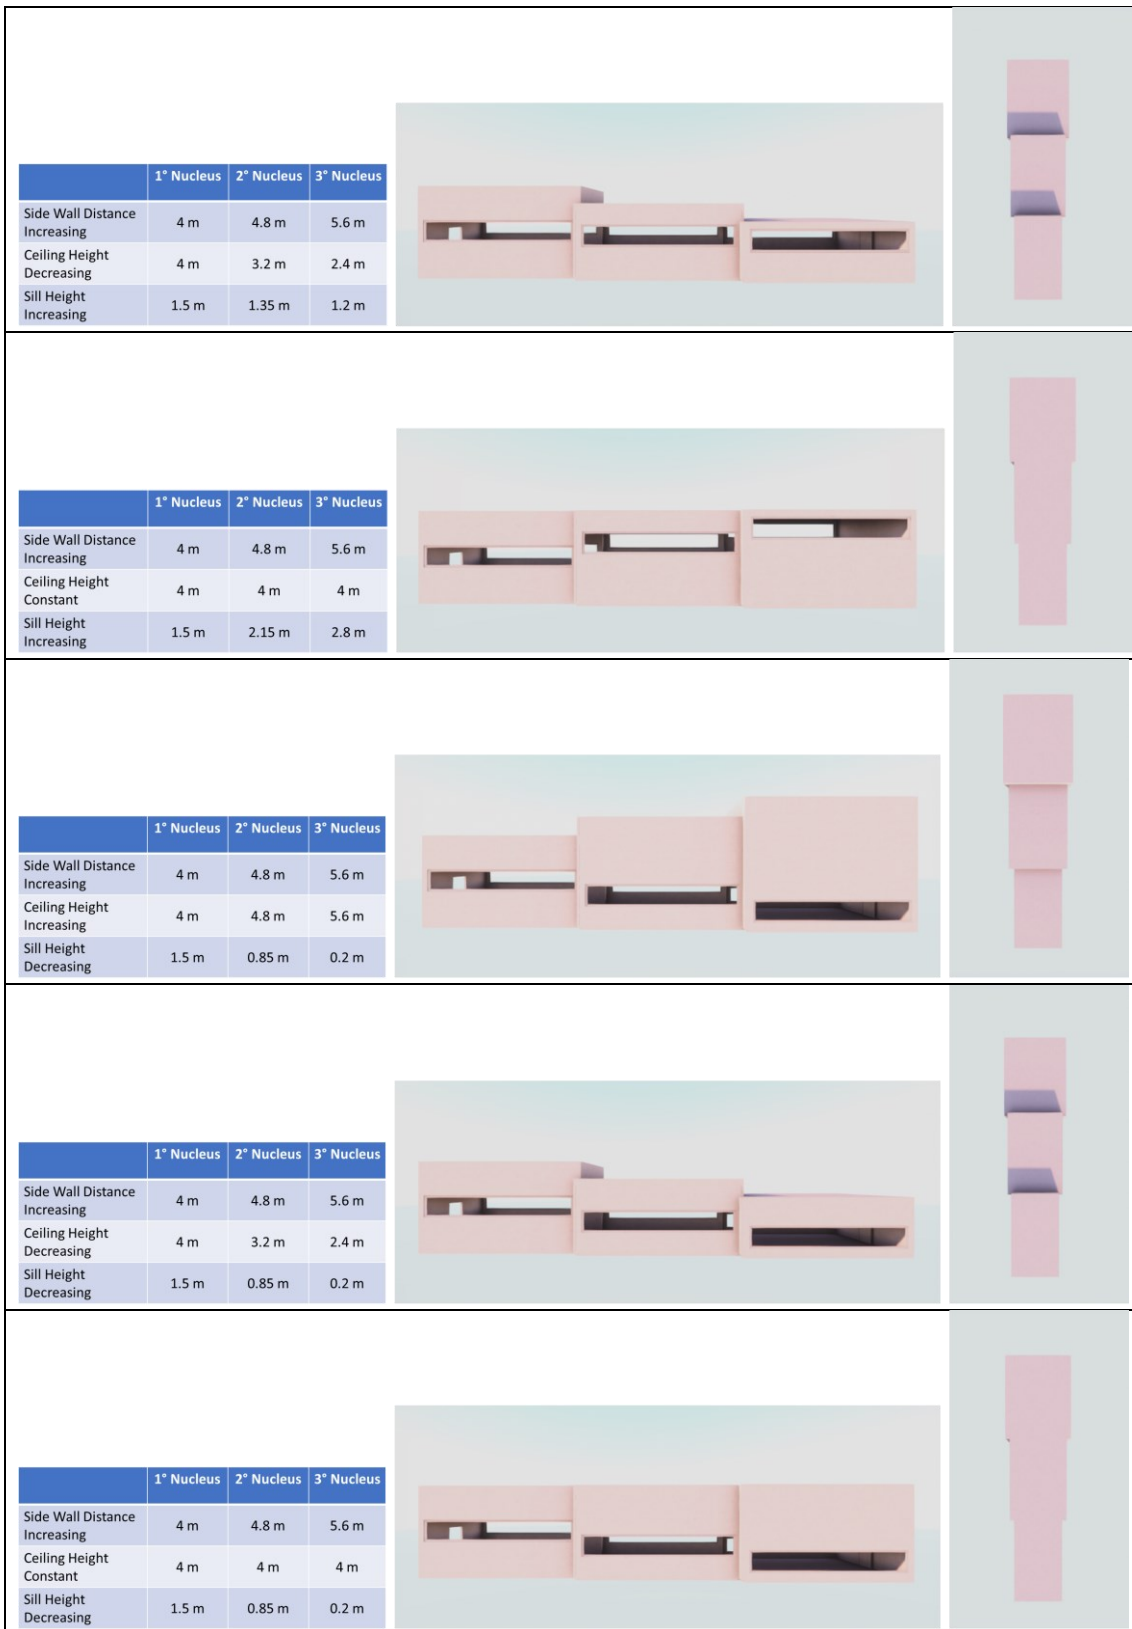 1° Nucleus 2° Nucleus 3° Nucleus
Side Wall Distance
Increasing 4 m 4.8 m 5.6 m
Ceiling Height
Decreasing 4 m 3.2 m 2.4 m
Sill Height
Increasing 1.5 m 1.35 m 1.2 m
1° Nucleus 2° Nucleus 3° Nucleus
Side Wall Distance
Increasing 4 m 4.8 m 5.6 m
Ceiling Height
Constant 4 m 4 m 4 m
Sill Height
Increasing 1.5 m 2.15 m 2.8 m
1° Nucleus 2° Nucleus 3° Nucleus
Side Wall Distance
Increasing 4 m 4.8 m 5.6 m
Ceiling Height
Increasing 4 m 4.8 m 5.6 m
Sill Height
Decreasing 1.5 m 0.85 m 0.2 m
1° Nucleus 2° Nucleus 3° Nucleus
Side Wall Distance
Increasing 4 m 4.8 m 5.6 m
Ceiling Height
Decreasing 4 m 3.2 m 2.4 m
Sill Height
Decreasing 1.5 m 0.85 m 0.2 m
1° Nucleus 2° Nucleus 3° Nucleus
Side Wall Distance
Increasing 4 m 4.8 m 5.6 m
Ceiling Height
Constant 4 m 4 m 4 m
Sill Height
Decreasing 1.5 m 0.85 m 0.2 m